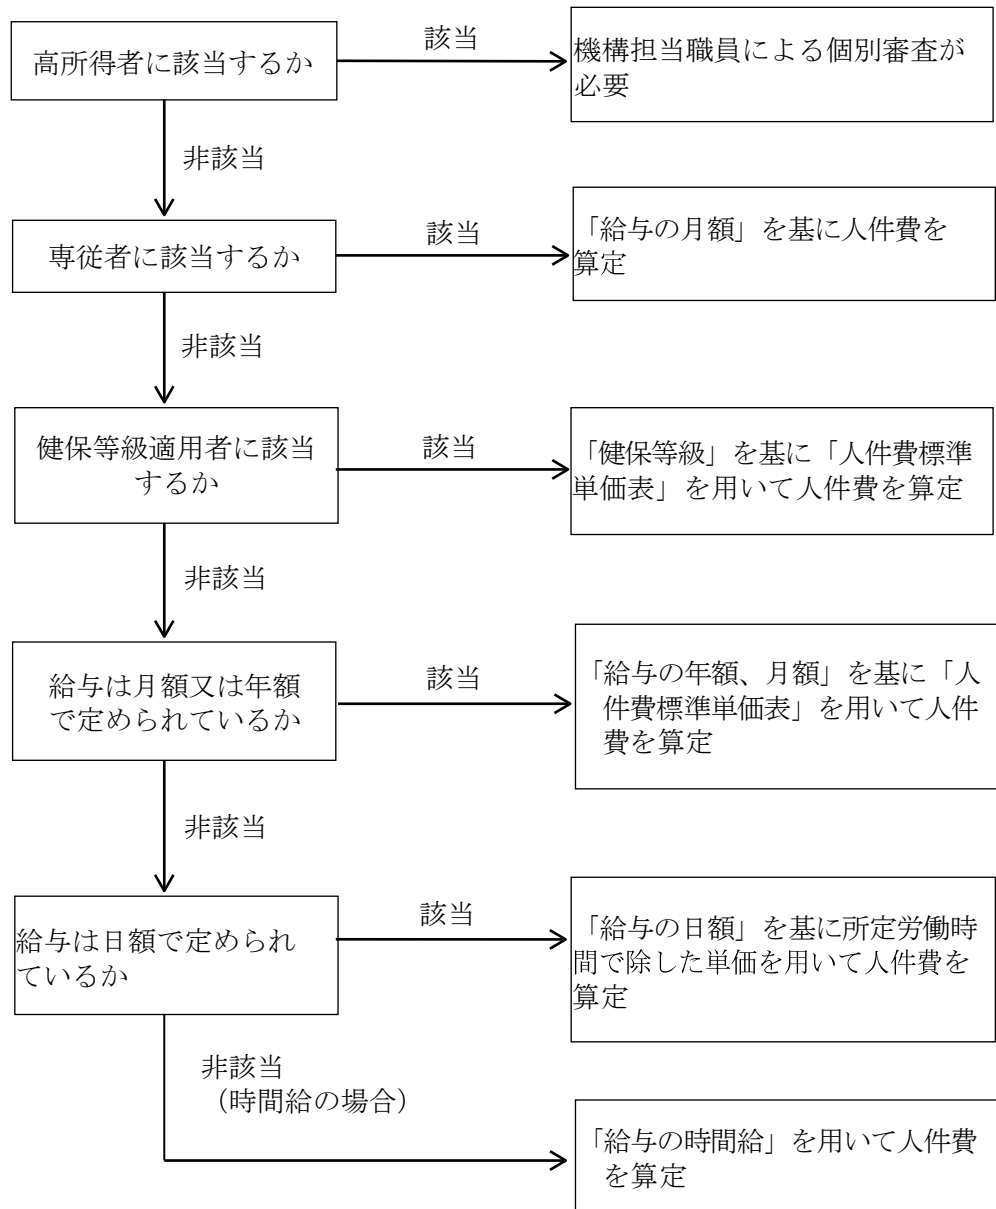 高所得者に該当するか
該当
機構担当職員による個別審査が
必要
非該当
専従者に該当するか
該当
「給与の月額」を基に人件費を
算定
非該当
健保等級適用者に該当
するか
該当
「健保等級」を基に「人件費標準
単価表」を用いて人件費を算定
非該当
給与は月額又は年額
で定められているか
該当
「給与の年額、月額」を基に「人
件費標準単価表」を用いて人件
費を算定
非該当
給与は日額で定められ
ているか
該当
「給与の日額」を基に所定労働時
間で除した単価を用いて人件費を
算定
非該当
（時間給の場合）
「給与の時間給」を用いて人件費
を算定